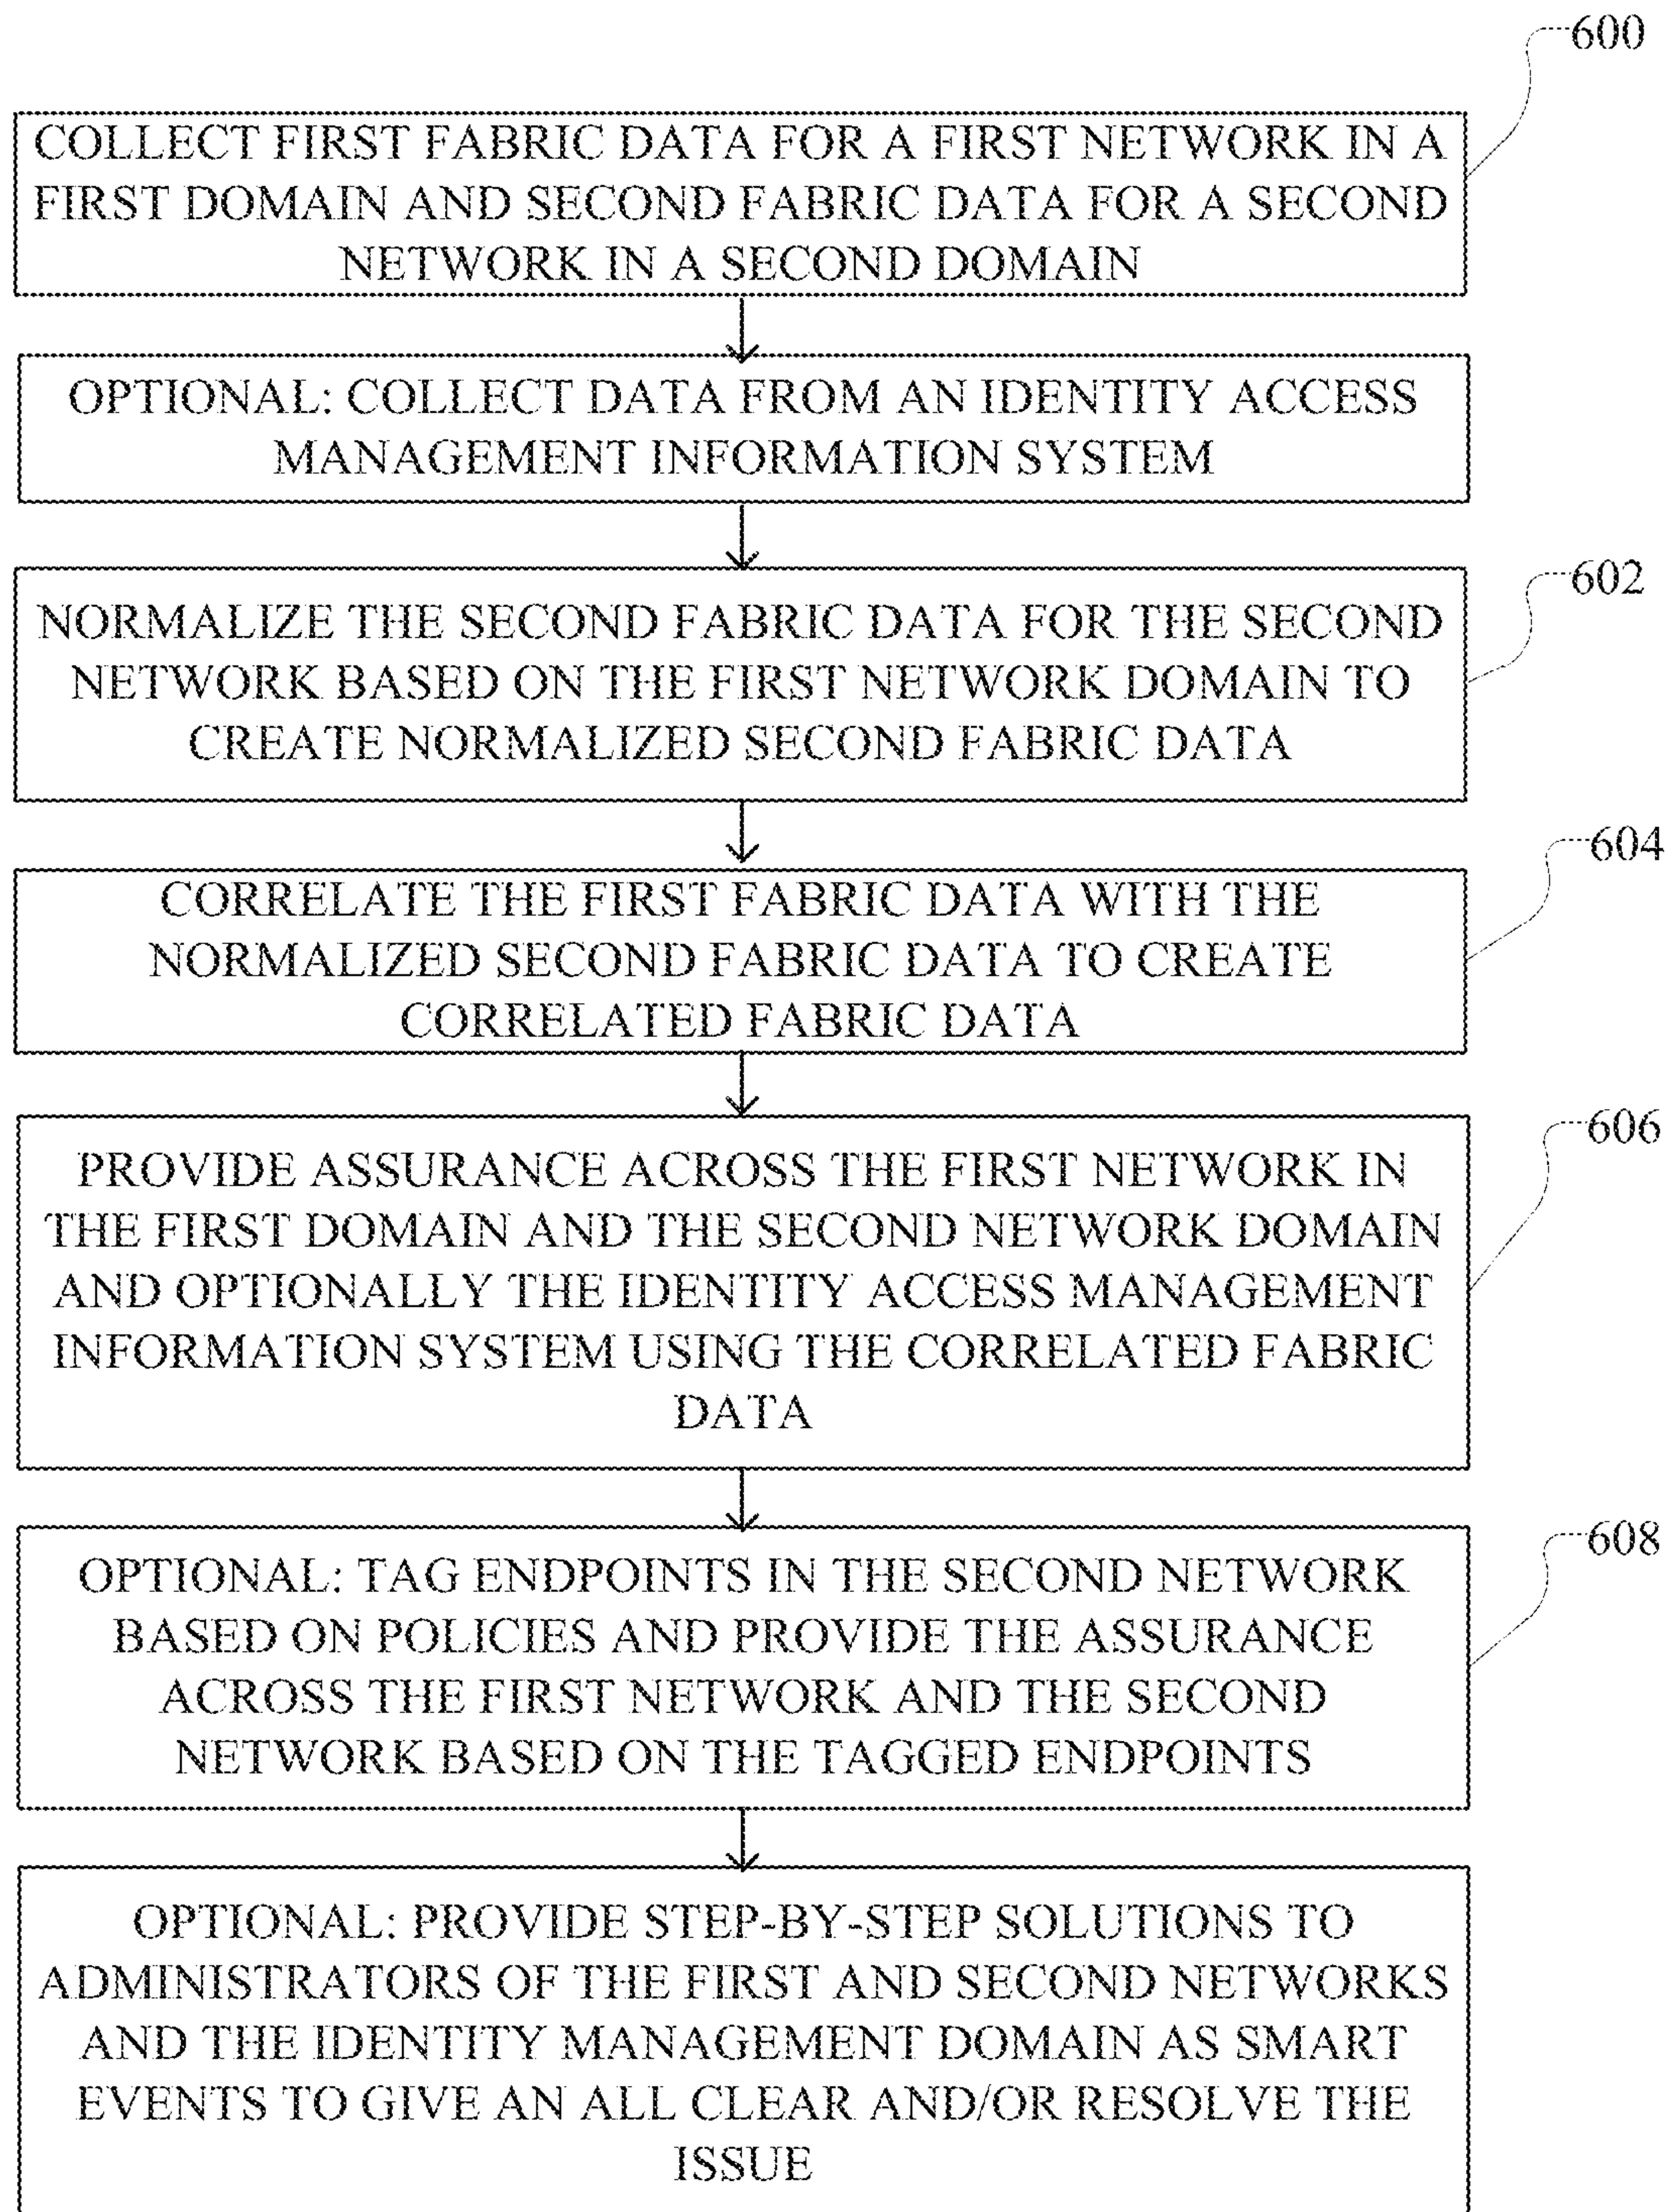 600
COLLECT FIRST FABRIC DATA FOR A FIRST NETWORK IN A
FIRST DOMAIN AND SECOND FABRIC DATA FOR A SECOND
NETWORK IN A SECOND DOMAIN
OPTIONAL: COLLECT DATA FROM AN IDENTITY ACCESS
MANAGEMENT INFORMATION SYSTEM
602
NORMALIZE THE SECOND FABRIC DATA FOR THE SECOND
NETWORK BASED ON THE FIRST NETWORK DOMAIN TO
CREATE NORMALIZED SECOND FABRIC DATA
604
CORRELATE THE FIRST FABRIC DATA WITH THE
NORMALIZED SECOND FABRIC DATA TO CREATE
CORRELATED FABRIC DATA
606
PROVIDE ASSURANCE ACROSS THE FIRST NETWORK IN
THE FIRST DOMAIN AND THE SECOND NETWORK DOMAIN
AND OPTIONALLY THE IDENTITY ACCESS MANAGEMENT
INFORMATION SYSTEM USING THE CORRELATED FABRIC
DATA
608
OPTIONAL: TAG ENDPOINTS IN THE SECOND NETWORK
BASED ON POLICIES AND PROVIDE THE ASSURANCE
ACROSS THE FIRST NETWORK AND THE SECOND
NETWORK BASED ON THE TAGGED ENDPOINTS
OPTIONAL: PROVIDE STEP-BY-STEP SOLUTIONS TO
ADMINISTRATORS OF THE FIRST AND SECOND NETWORKS
AND THE IDENTITY MANAGEMENT DOMAIN AS SMART
EVENTS TO GIVE AN ALL CLEAR AND/OR RESOLVE THE
ISSUE